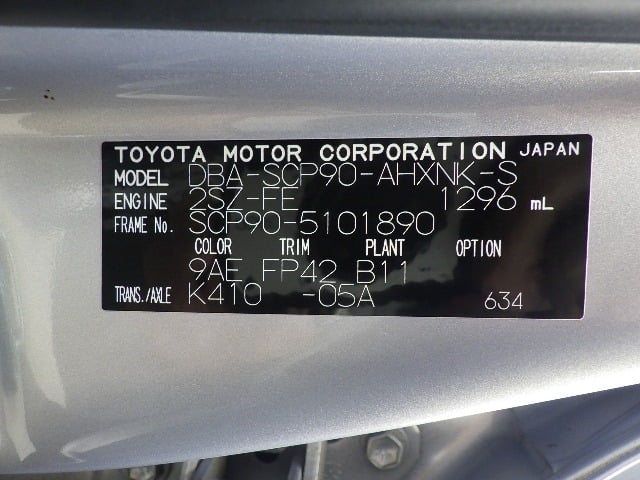 TOYOTA MOTOR CORPORATION JAPAN
MODEL DBA-SCP90-AHXNK-S
ENGINE 2SZ-FE 1296 mL
FRAME No. SCP90-5101890
COLOR TRIM PLANT OPTION
9AE FP42 B11
TRANS./AXLE K410 -05A 634